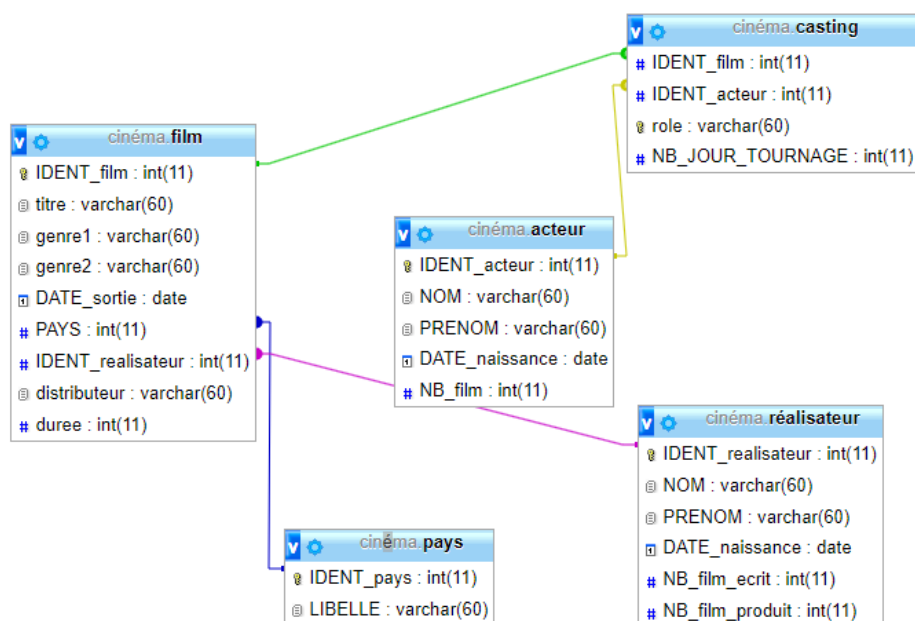 cinéma.casting
IDENT_film : int(11)
IDENT_acteur : int(11)
role : varchar(60)
NB_JOUR_TOURNAGE : int(11)
cinéma.film
IDENT_film : int(11)
titre : varchar(60)
genre1 : varchar(60)
genre2 : varchar(60)
DATE_sortie : date
PAYS : int(11)
IDENT_realisateur : int(11)
distributeur : varchar(60)
duree : int(11)
cinéma.acteur
IDENT_acteur : int(11)
NOM : varchar(60)
PRENOM : varchar(60)
DATE_naissance : date
NB_film : int(11)
cinéma.réalisateur
IDENT_realisateur : int(11)
NOM : varchar(60)
PRENOM : varchar(60)
DATE_naissance : date
NB_film_ecrit : int(11)
NB_film_produit : int(11)
cinéma.pays
IDENT_pays : int(11)
LIBELLE : varchar(60)